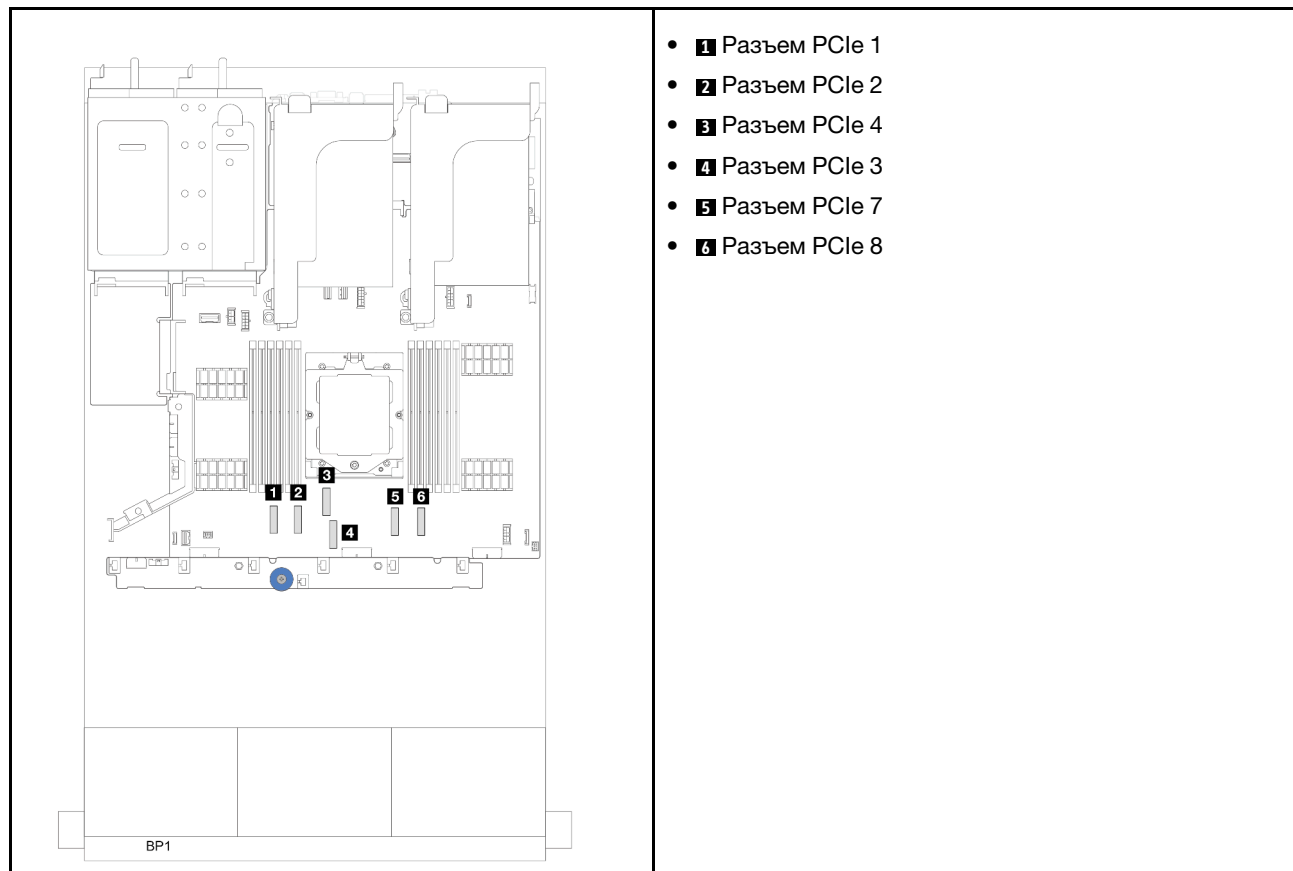 1
2
3
4
5
6
BP1
• 1 Разъем PCIe 1
• 2 Разъем PCIe 2
• 3 Разъем PCIe 4
• 4 Разъем PCIe 3
• 5 Разъем PCIe 7
• 6 Разъем PCIe 8